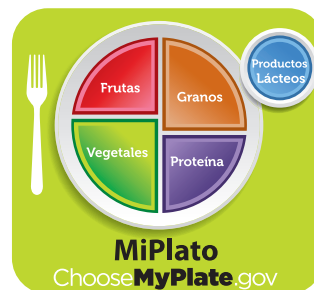 Productos
Lácteos
Frutas
Granos
Vegetales
Proteína
MiPlato
ChooseMyPlate.gov